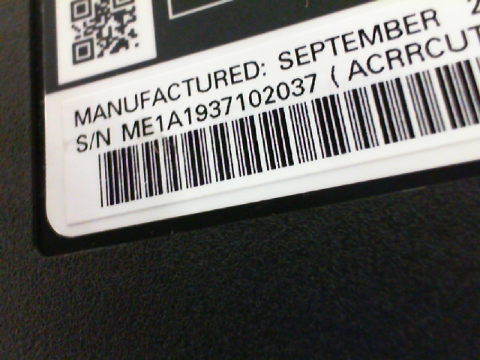 MANUFACTURED: SEPTEMBER
S/N ME1A1937102037 ( ACRRCUT